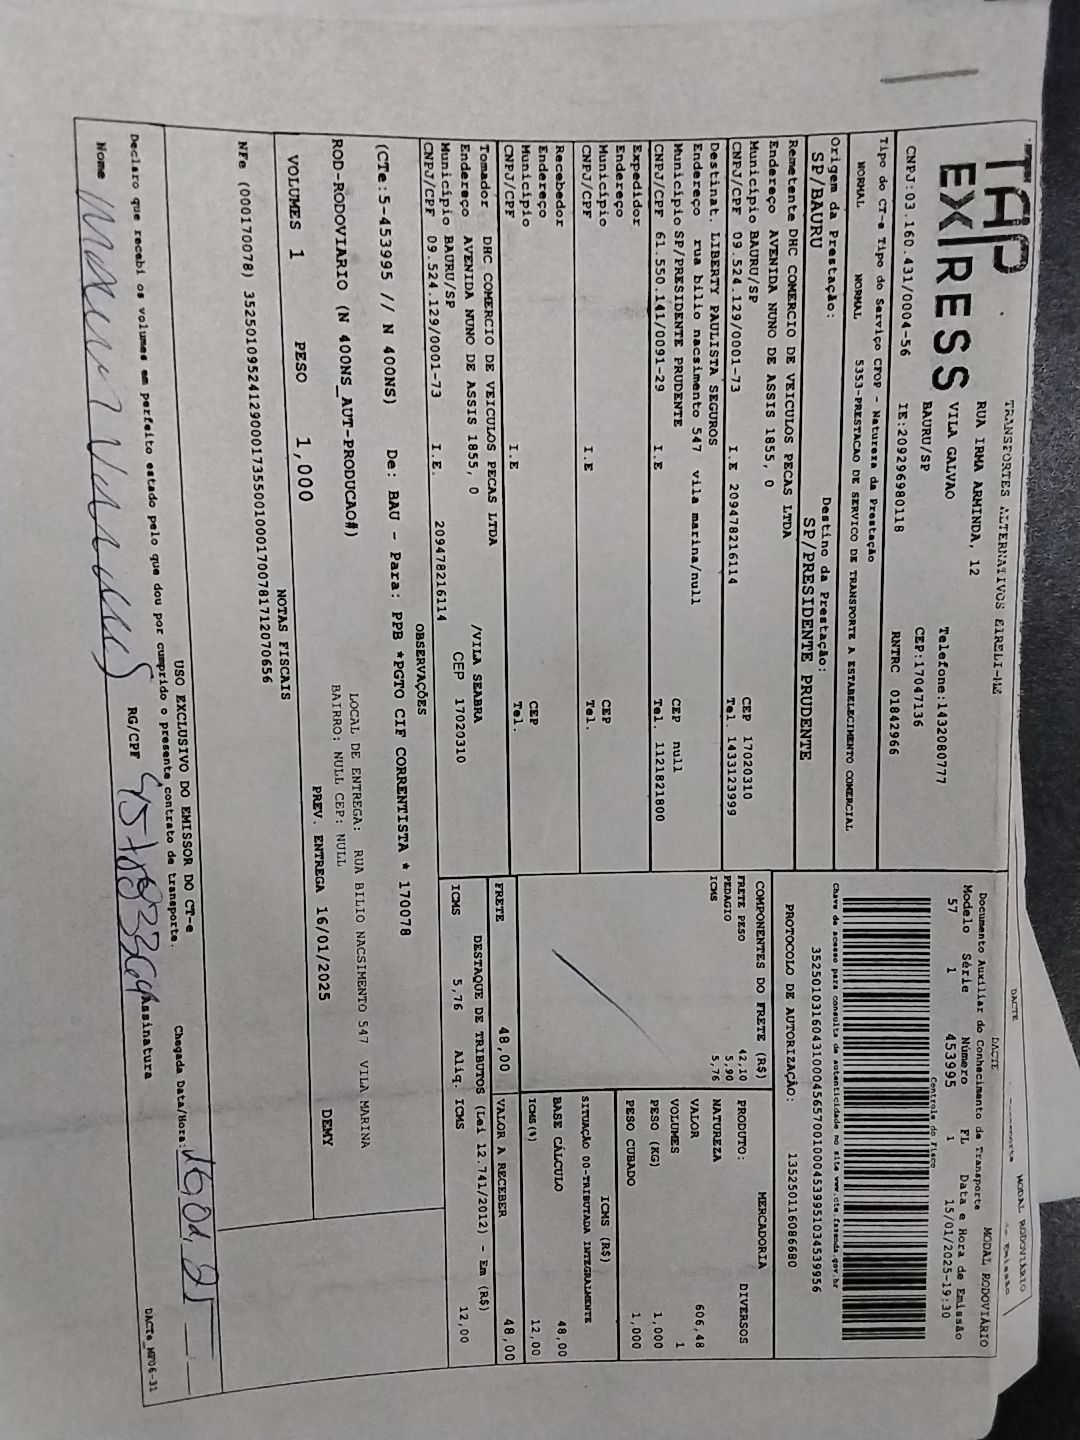 TAP
EXPRESS
TRANSPORTES ALTERNATIVOS EIRELI-ME
RUA IRMA ARMINDA, 12
VILA GALVAO
BAURU/SP
Telefone:1432080777
CEP:17047136
CNPJ:03.160.431/0004-56 IE:209296980118 RNTRC 01842966
Tipo do CT-e Tipo do Serviço CFOP - Natureza da Prestação
NORMAL NORMAL 5353-PRESTACAO DE SERVICO DE TRANSPORTE A ESTABELECIMENTO COMERCIAL
Origem da Prestação: Destino da Prestação:
SP/BAURU SP/PRESIDENTE PRUDENTE
Remetente DHC COMERCIO DE VEICULOS PECAS LTDA
Endereço AVENIDA NUNO DE ASSIS 1855, 0
Município BAURU/SP CEP 17020310
CNPJ/CPF 09.524.129/0001-73 I.E 209478216114 Tel 1433123999
Destinat. LIBERTY PAULISTA SEGUROS
Endereço rua bilio nacsimento 547 vila marina/null
Município SP/PRESIDENTE PRUDENTE CEP null
CNPJ/CPF 61.550.141/0091-29 I.E Tel. 1121821800
Expedidor
Endereço
Município CEP
CNPJ/CPF I.E Tel.
Recebedor
Endereço
Município CEP
CNPJ/CPF I.E Tel.
Tomador DHC COMERCIO DE VEICULOS PECAS LTDA
Endereço AVENIDA NUNO DE ASSIS 1855, 0 /VILA SEABRA
Município BAURU/SP CEP 17020310
CNPJ/CPF 09.524.129/0001-73 I.E. 209478216114
DACTE
DACTE MODAL RODOVIÁRIO
Documento Auxiliar do Conhecimento de Transporte MODAL RODOVIÁRIO
Modelo Série Número FL Data e Hora de Emissão
57 1 453995 1 15/01/2025-19:30
Controle do Fisco
Chave de acesso para consulta de autenticidade no site www.cte.fazenda.gov.br
35250103160431000456570010004539951034539956
PROTOCOLO DE AUTORIZAÇÃO: 135250116086680
COMPONENTES DO FRETE (R$)
FRETE PESO 42,10
PEDAGIO 5,90
ICMS 5,76
MERCADORIA
PRODUTO: DIVERSOS
NATUREZA
VALOR 606,48
VOLUMES 1
PESO (KG) 1,000
PESO CUBADO 1,000
ICMS (R$)
SITUAÇÃO 00-TRIBUTADA INTEGRALMENTE
BASE CÁLCULO 48,00
ICMS(%) 12,00
FRETE 48,00 VALOR A RECEBER 48,00
DESTAQUE DE TRIBUTOS (Lei 12.741/2012) - Em (R$)
ICMS 5,76 Aliq. ICMS 12,00
OBSERVAÇÕES
(CTe:5-453995 // N 400NS) De: BAU - Para: PPB *PGTO CIF CORRENTISTA * 170078
LOCAL DE ENTREGA: RUA BILIO NACSIMENTO 547 VILA MARINA
BAIRRO: NULL CEP: NULL
ROD-RODOVIARIO (N 400NS_AUT-PRODUCAO#)
PREV. ENTREGA 16/01/2025 DEMY
VOLUMES 1 PESO 1,000
NOTAS FISCAIS
NFe (000170078) 35250109524129000173550010001700781712070656
USO EXCLUSIVO DO EMISSOR DO CT-e
Declaro que recebi os volumes em perfeito estado pelo que dou por cumprido o presente contrato de transporte.
Chegada Data/Hora:
Nome RG/CPF Assinatura
DACTe_MT06-31